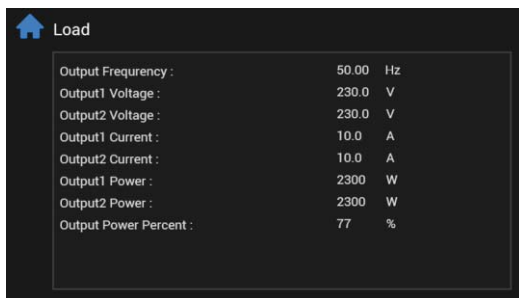 Load
Output Frequrency : 50.00 Hz
Output1 Voltage : 230.0 V
Output2 Voltage : 230.0 V
Output1 Current : 10.0 A
Output2 Current : 10.0 A
Output1 Power : 2300 W
Output2 Power : 2300 W
Output Power Percent : 77 %